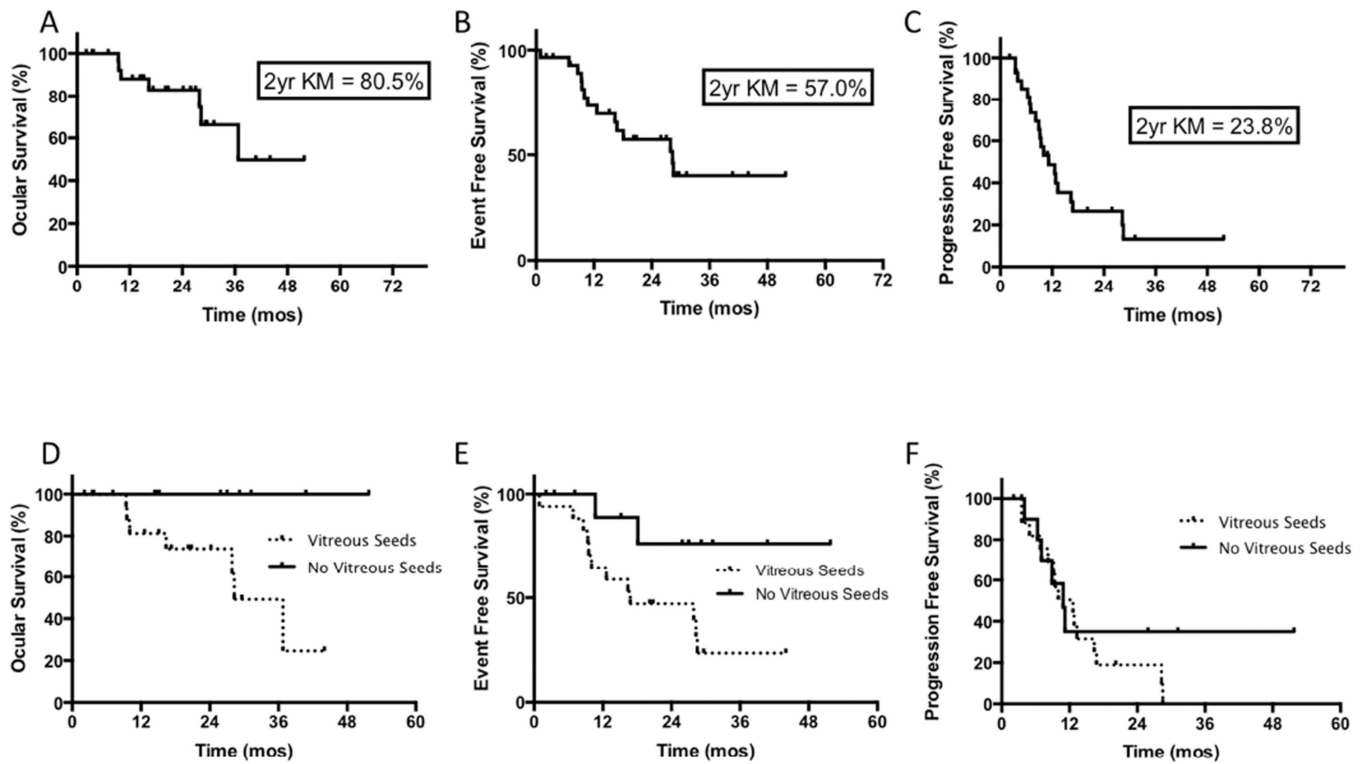 A
Ocular Survival (%)
100
80
60
40
20
0
0 12 24 36 48 60 72
Time (mos)
2yr KM = 80.5%
B
Event Free Survival (%)
100
50
0
0 12 24 36 48 60 72
Time (mos)
2yr KM = 57.0%
C
Progression Free Survival (%)
100
80
60
40
20
0
0 12 24 36 48 60 72
Time (mos)
2yr KM = 23.8%
D
Ocular Survival (%)
100
80
60
40
20
0
0 12 24 36 48 60
Time (mos)
Vitreous Seeds
No Vitreous Seeds
E
Event Free Survival (%)
100
50
0
0 12 24 36 48 60
Time (mos)
Vitreous Seeds
No Vitreous Seeds
F
Progression Free Survival (%)
100
80
60
40
20
0
0 12 24 36 48 60
Time (mos)
Vitreous Seeds
No Vitreous Seeds